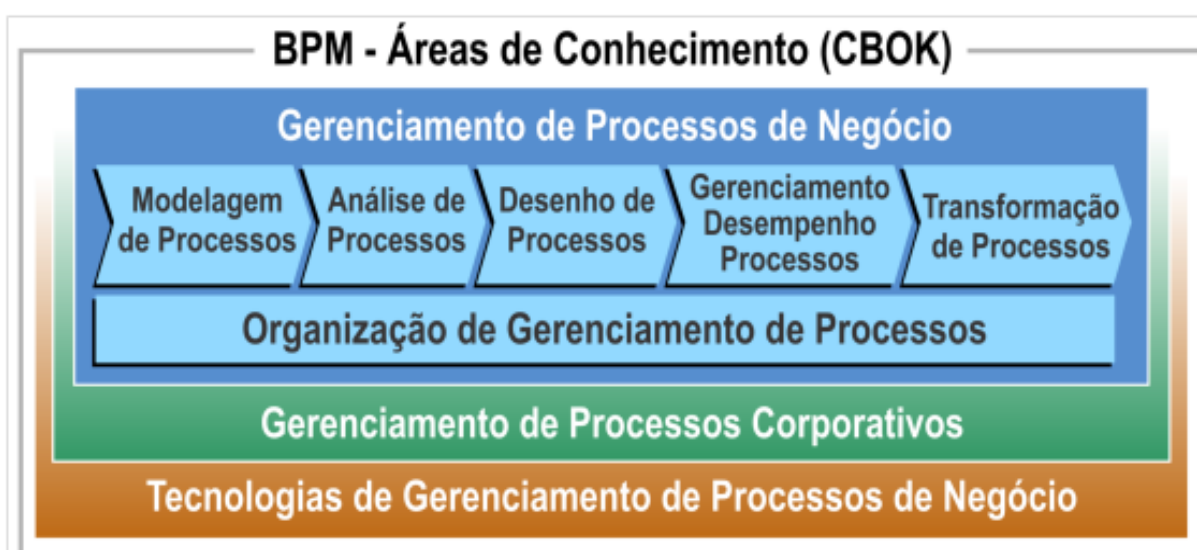 BPM - Áreas de Conhecimento (CBOK)
Gerenciamento de Processos de Negócio
Modelagem
de Processos
Análise de
Processos
Desenho de
Processos
Gerenciamento
Desempenho
Processos
Transformação
de Processos
Organização de Gerenciamento de Processos
Gerenciamento de Processos Corporativos
Tecnologias de Gerenciamento de Processos de Negócio